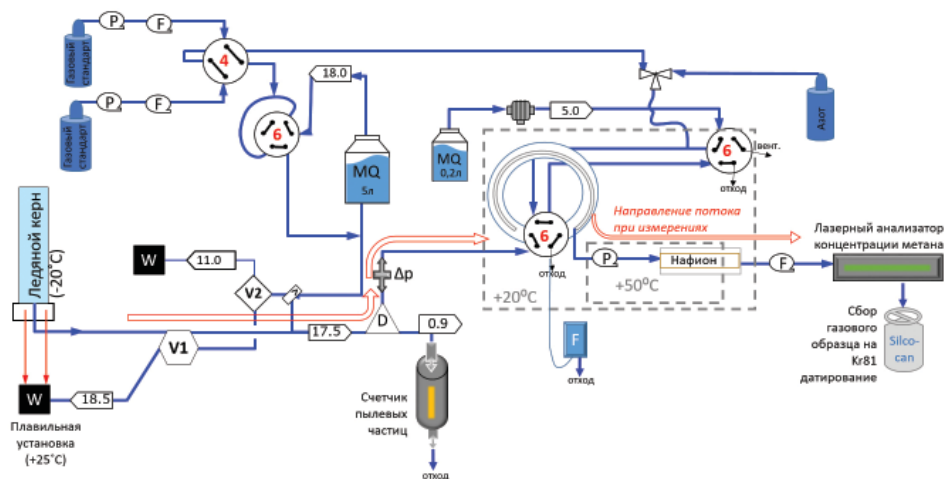 P
F
Газовый
стандарт
P
F
Газовый
стандарт
4
6
18.0
MQ
5л
MQ
0,2л
5.0
6
вент.
отход
Азот
Ледяной керн
(-20°C)
W
11.0
V2
Δp
6
отход
Направление потока
при измерениях
P
Нафион
+50°C
+20°C
F
Лазерный анализатор
концентрации метана
V1
17.5
D
0.9
W
18.5
Плавильная
установка
(+25°C)
Счетчик
пылевых
частиц
отход
F
отход
Сбор
газового
образца на
Kr81
датирование
Silco-
can